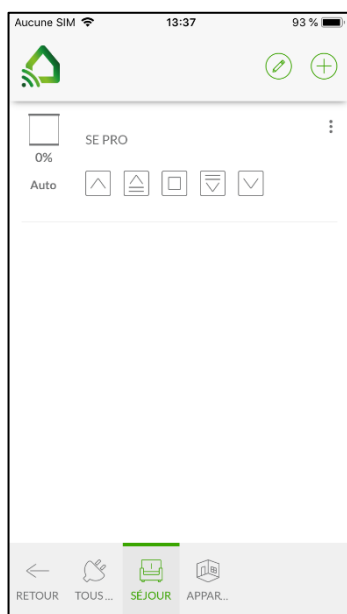 Aucune SIM 13:37 93 %
SE PRO
0%
Auto
RETOUR TOUS... SÉJOUR APPAR...